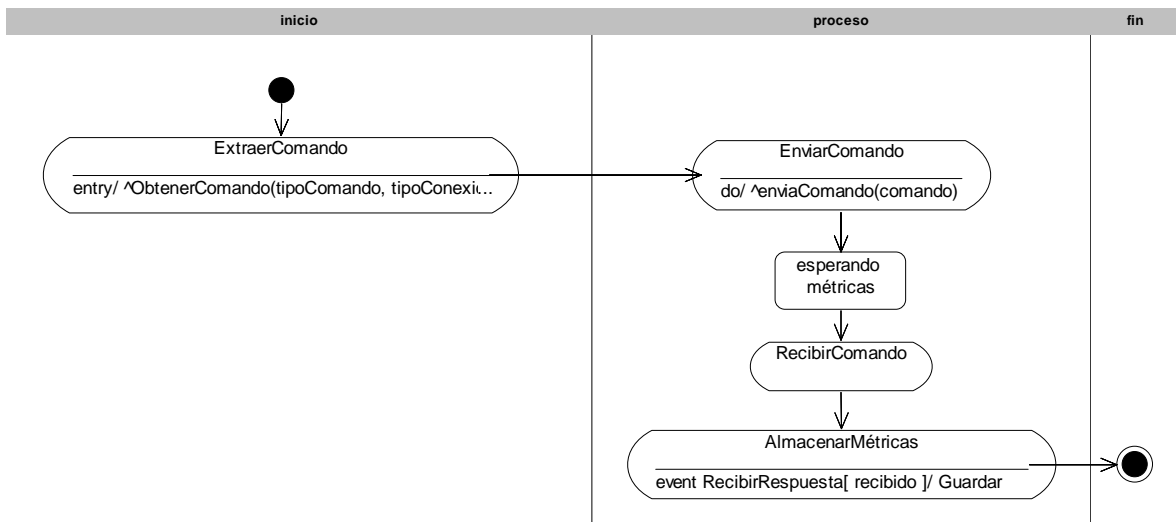 inicio
proceso
fin
ExtraerComando
entry/ ^ObtenerComando(tipoComando, tipoConexi...
EnviarComando
do/ ^enviaComando(comando)
esperando
métricas
RecibirComando
AlmacenarMétricas
event RecibirRespuesta[ recibido ]/ Guardar